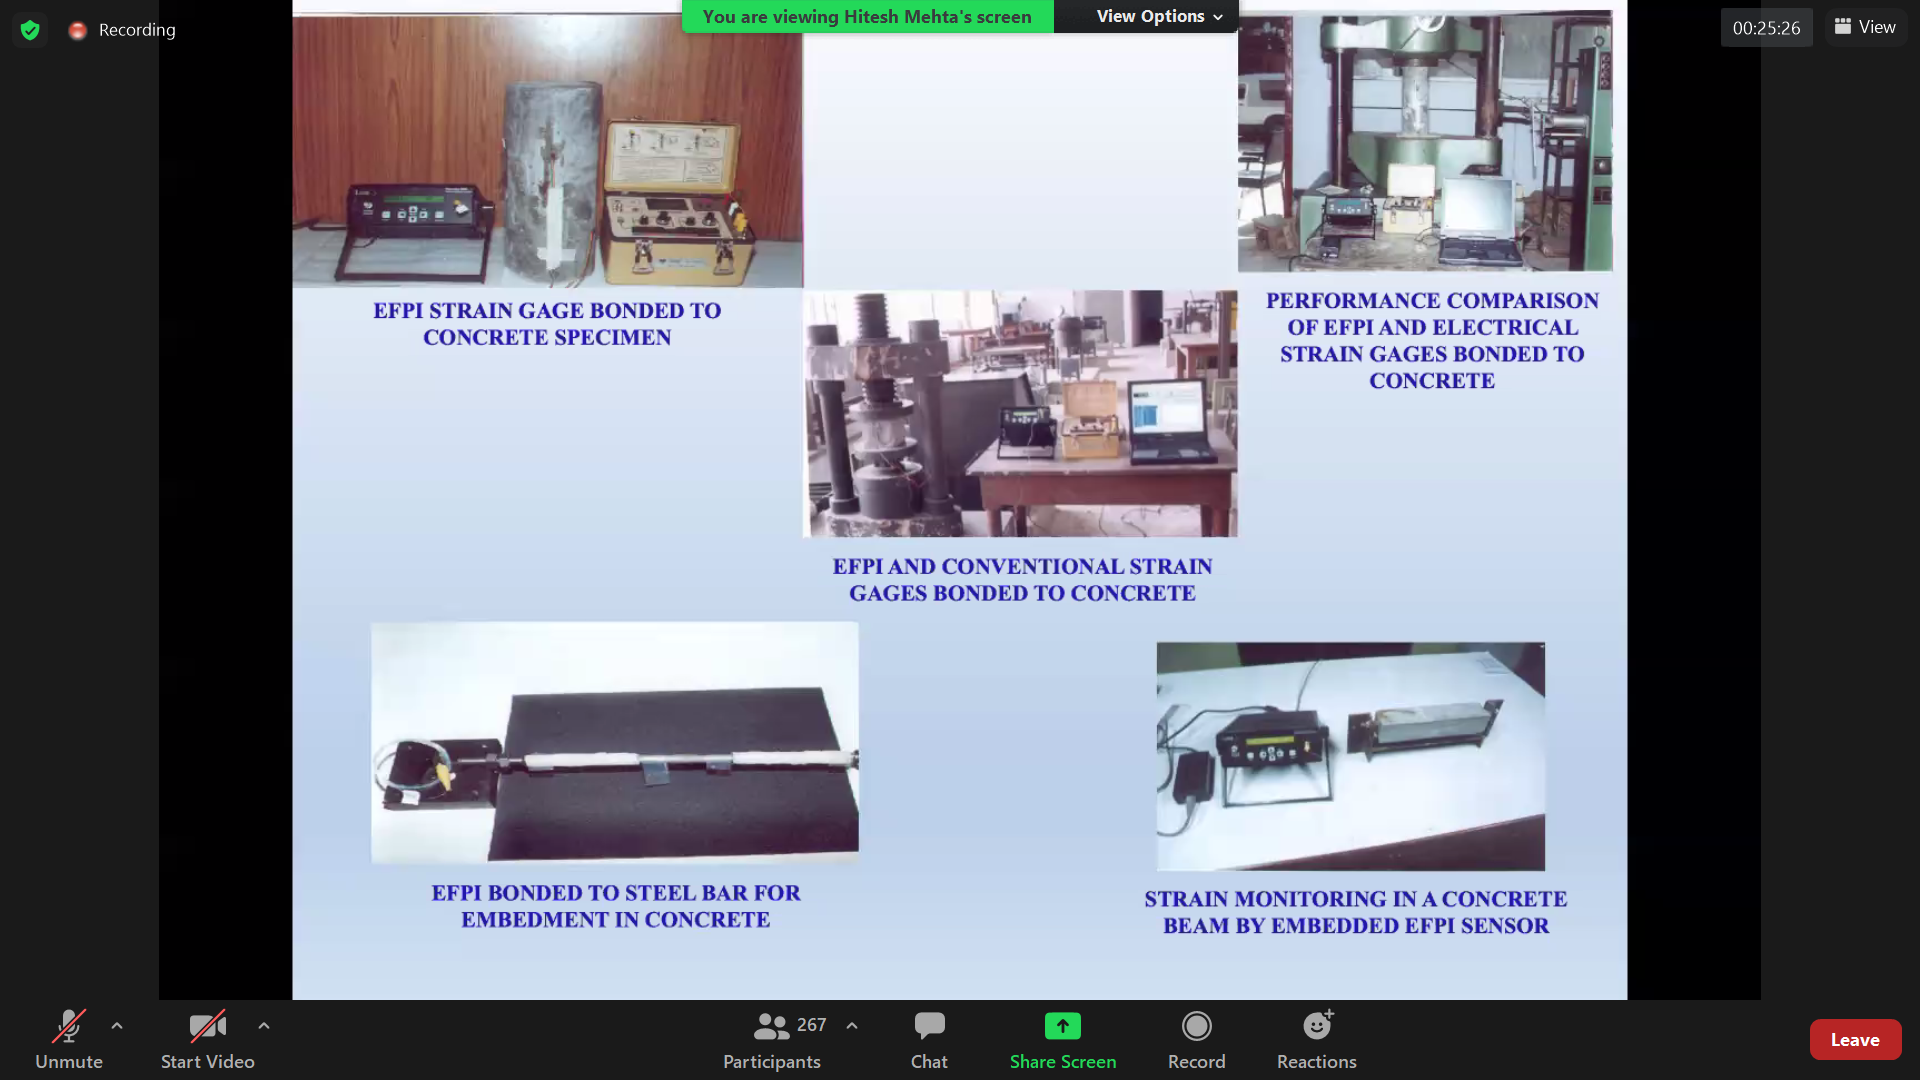 Recording
You are viewing Hitesh Mehta's screen
View Options
00:25:26
View
EFPI STRAIN GAGE BONDED TO
CONCRETE SPECIMEN
PERFORMANCE COMPARISON
OF EFPI AND ELECTRICAL
STRAIN GAGES BONDED TO
CONCRETE
EFPI AND CONVENTIONAL STRAIN
GAGES BONDED TO CONCRETE
EFPI BONDED TO STEEL BAR FOR
EMBEDMENT IN CONCRETE
STRAIN MONITORING IN A CONCRETE
BEAM BY EMBEDDED EFPI SENSOR
Unmute
Start Video
267
Participants
Chat
Share Screen
Record
Reactions
Leave